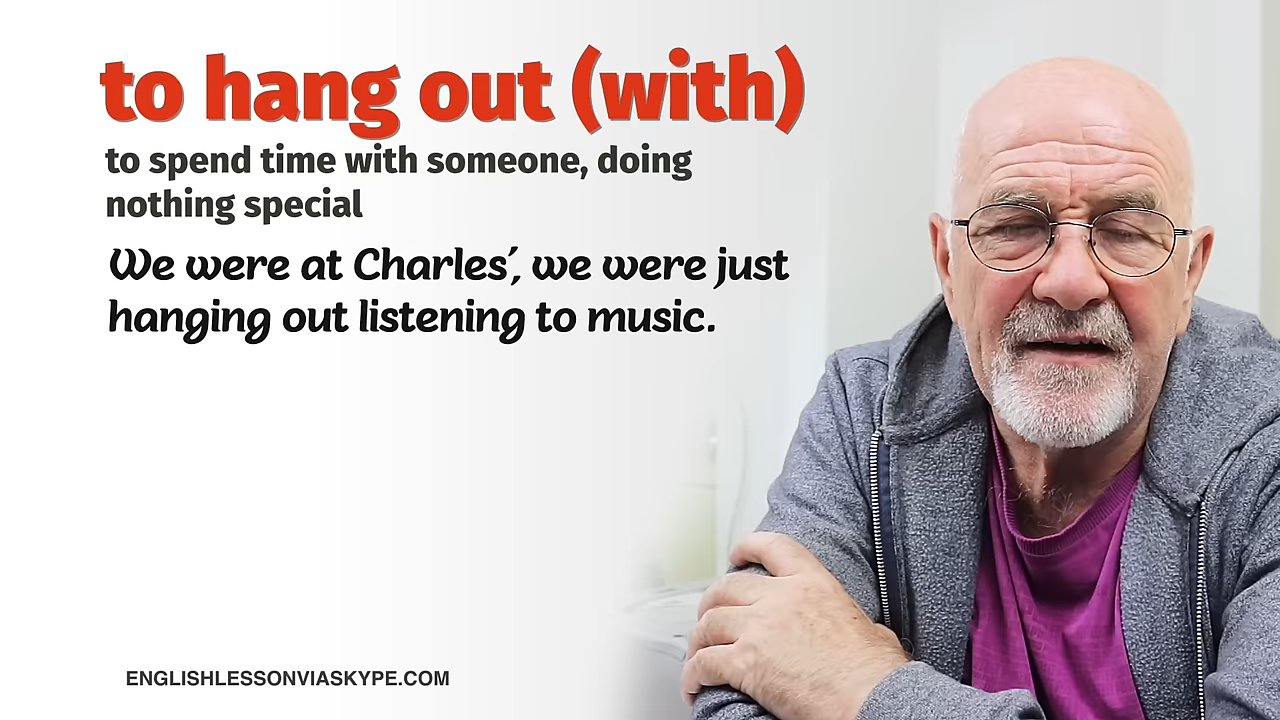 to hang out (with)
to spend time with someone, doing
nothing special
We were at Charles', we were just
hanging out listening to music.
ENGLISHLESSONVIASKYPE.COM